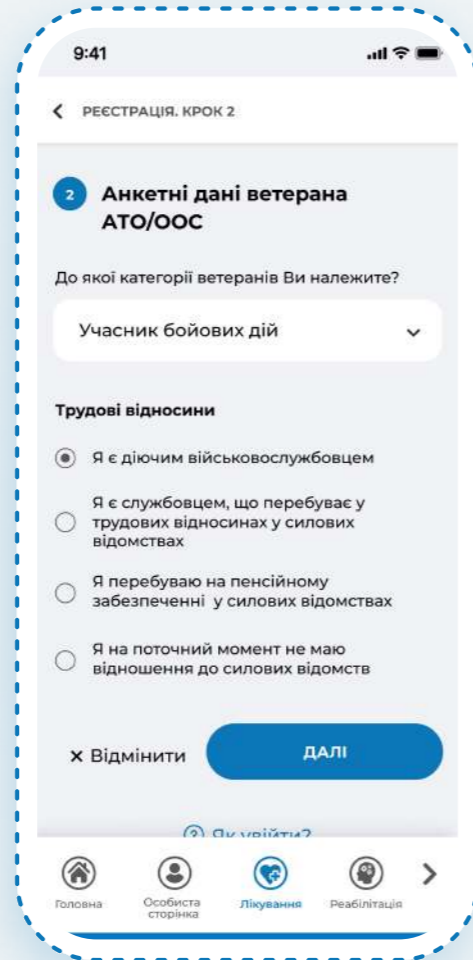 9:41
РЕЄСТРАЦІЯ. КРОК 2
2
Анкетні дані ветерана
АТО/ООС
До якої категорії ветеранів Ви належите?
Учасник бойових дій
Трудові відносини
Я є діючим військовослужбовцем
Я є службовцем, що перебуває у
трудових відносинах у силових
відомствах
Я перебуваю на пенсійному
забезпеченні у силових відомствах
Я на поточний момент не маю
відношення до силових відомств
× Відмінити
ДАЛІ
? Як увійти?
Головна
Особиста
сторінка
Лікування
Реабілітація